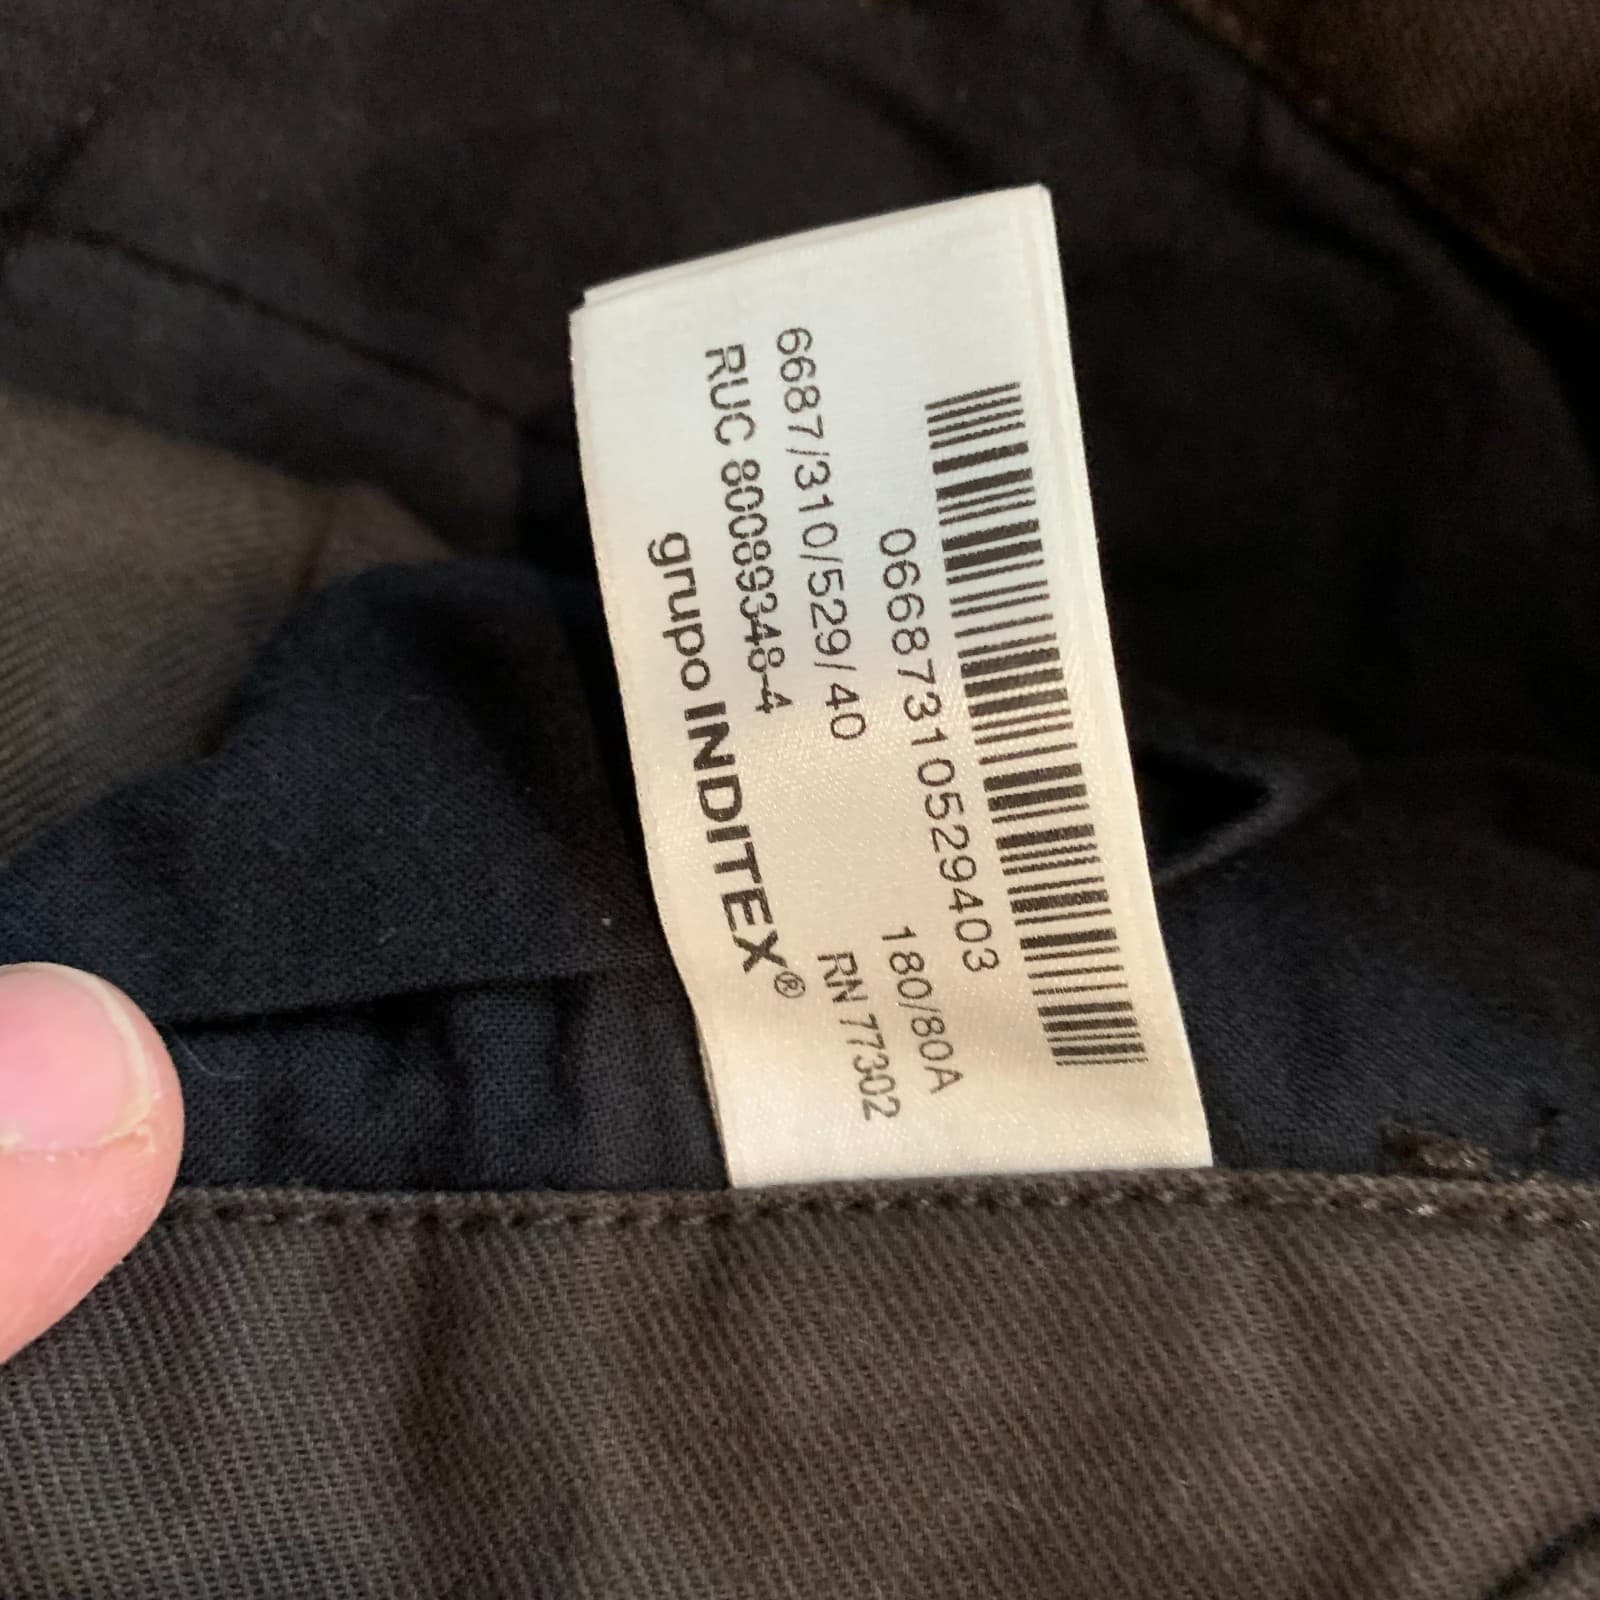 06687310529403
180/80A
6687/310/529/40
RN 77302
RUC 80089348-4
grupo INDITEX®